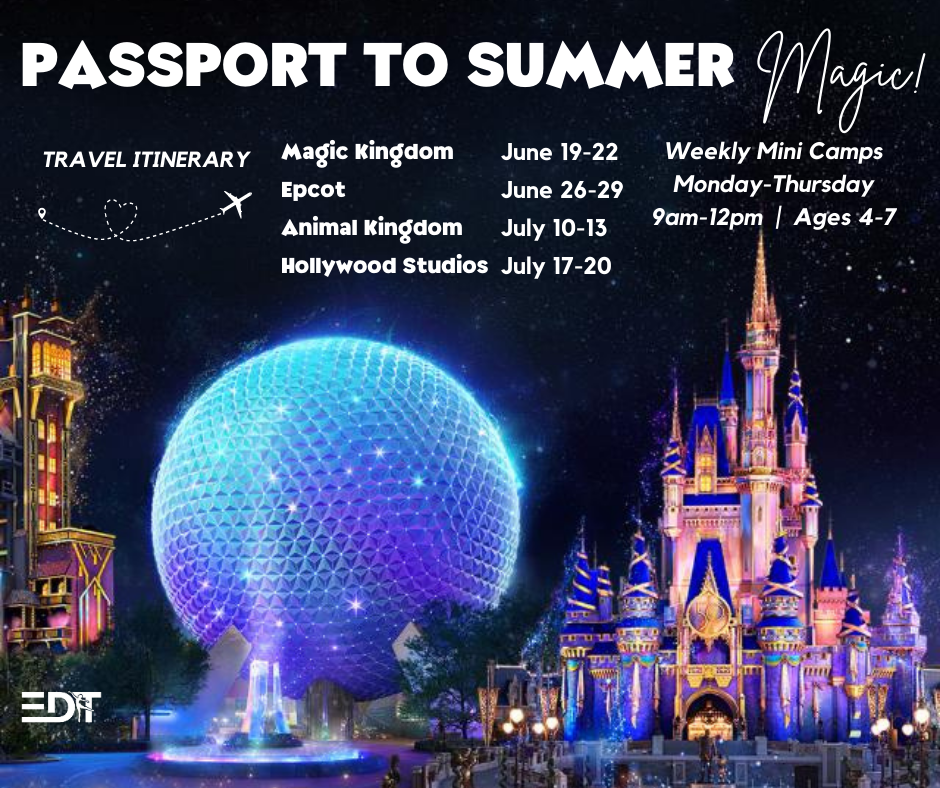 PASSPORT TO SUMMER Magic!
TRAVEL ITINERARY
Magic Kingdom June 19-22
Epcot June 26-29
Animal Kingdom July 10-13
Hollywood Studios July 17-20
Weekly Mini Camps
Monday-Thursday
9am-12pm | Ages 4-7
EDT